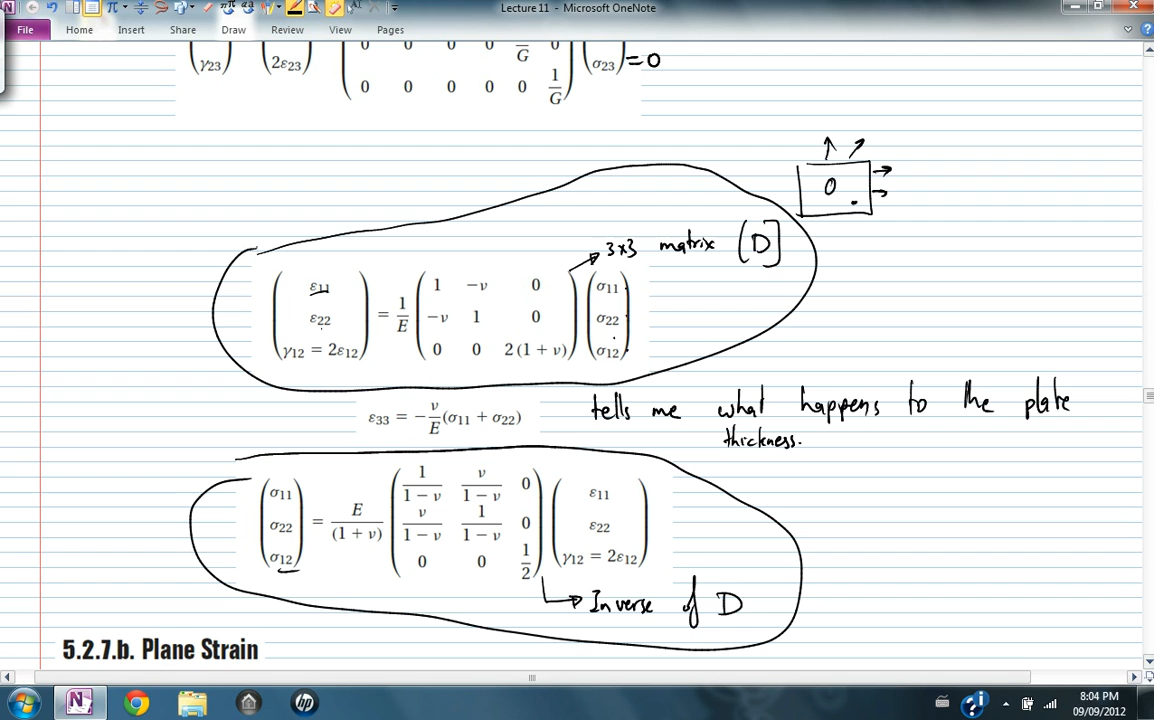 Lecture 11 - Microsoft OneNote
File Home Insert Share Draw Review View Pages
0 0 0 0 1/G 0
γ23 2ε23 σ23 = 0
0 0 0 0 0 1/G
0
3x3 matrix [D]
ε11 1 -ν 0 σ11
ε22 = 1/E -ν 1 0 σ22
γ12 = 2ε12 0 0 2(1 + ν) σ12
ε33 = -ν/E(σ11 + σ22) tells me what happens to the plate
thickness.
σ11 1/(1 - ν) ν/(1 - ν) 0 ε11
σ22 = E/(1 + ν) ν/(1 - ν) 1/(1 - ν) 0 ε22
σ12 0 0 1/2 γ12 = 2ε12
Inverse of D
5.2.7.b. Plane Strain
8:04 PM
09/09/2012